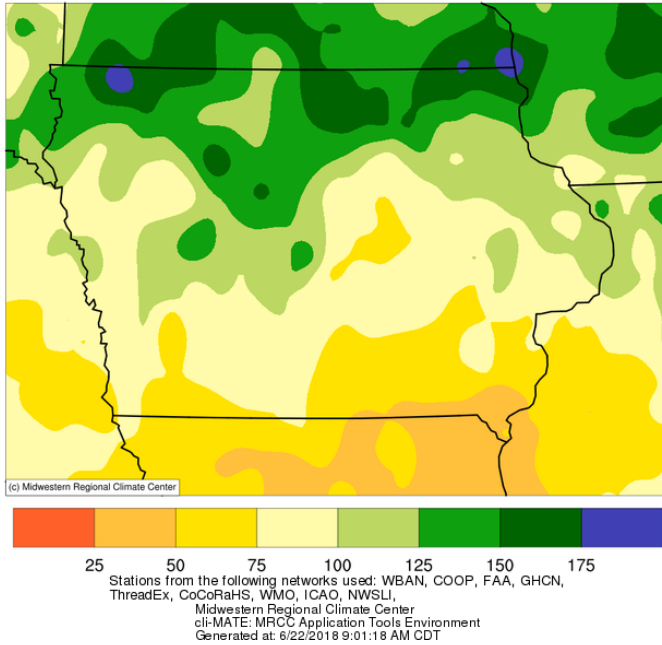 (c) Midwestern Regional Climate Center
25 50 75 100 125 150 175
Stations from the following networks used: WBAN, COOP, FAA, GHCN,
ThreadEx, CoCoRaHS, WMO, ICAO, NWSLI,
Midwestern Regional Climate Center
cli-MATE: MRCC Application Tools Environment
Generated at: 6/22/2018 9:01:18 AM CDT